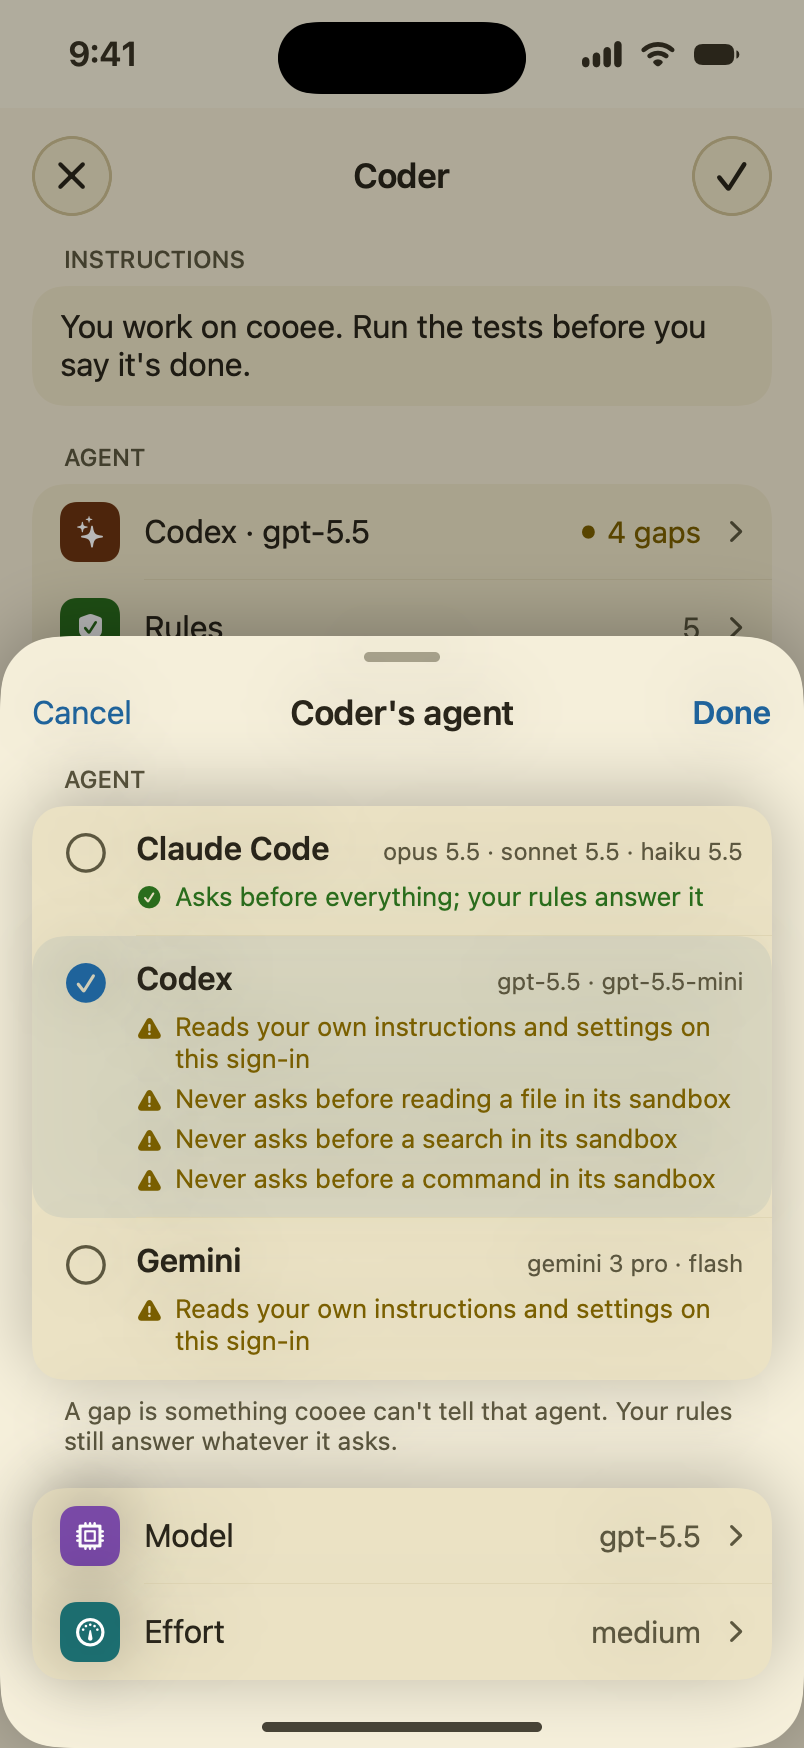 9:41
Coder
INSTRUCTIONS
You work on cooee. Run the tests before you
say it's done.
AGENT
Codex · gpt-5.5
4 gaps
Rules
5
Cancel
Coder's agent
Done
AGENT
Claude Code
opus 5.5 · sonnet 5.5 · haiku 5.5
Asks before everything; your rules answer it
Codex
gpt-5.5 · gpt-5.5-mini
Reads your own instructions and settings on
this sign-in
Never asks before reading a file in its sandbox
Never asks before a search in its sandbox
Never asks before a command in its sandbox
Gemini
gemini 3 pro · flash
Reads your own instructions and settings on
this sign-in
A gap is something cooee can't tell that agent. Your rules
still answer whatever it asks.
Model
gpt-5.5
Effort
medium